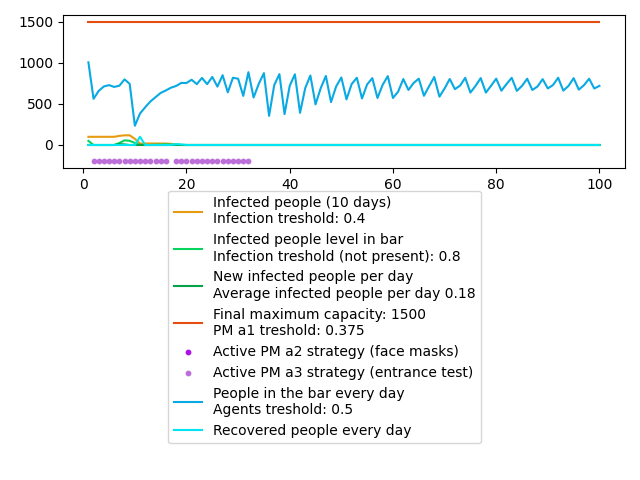 1500
1000
500
0
0 20 40 60 80 100
Infected people (10 days)
Infection treshold: 0.4
Infected people level in bar
Infection treshold (not present): 0.8
New infected people per day
Average infected people per day 0.18
Final maximum capacity: 1500
PM a1 treshold: 0.375
Active PM a2 strategy (face masks)
Active PM a3 strategy (entrance test)
People in the bar every day
Agents treshold: 0.5
Recovered people every day